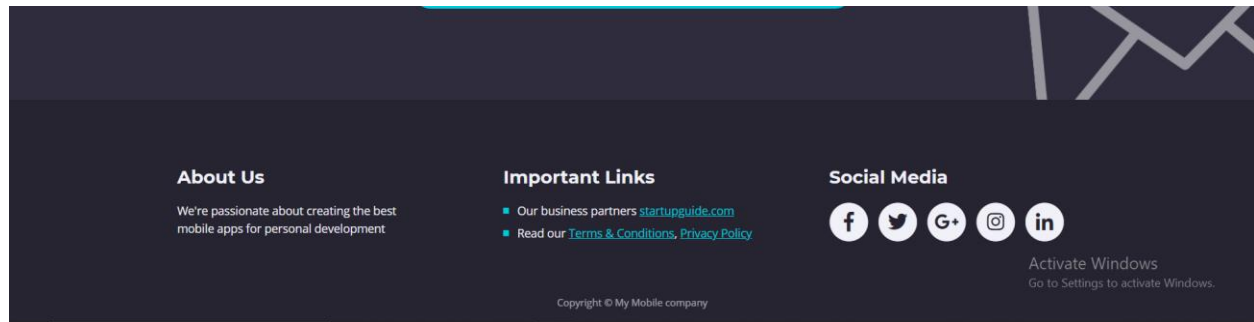 About Us
We're passionate about creating the best
mobile apps for personal development
Important Links
Our business partners startupguide.com
Read our Terms & Conditions, Privacy Policy
Social Media
f
G+
in
Activate Windows
Go to Settings to activate Windows.
Copyright © My Mobile company